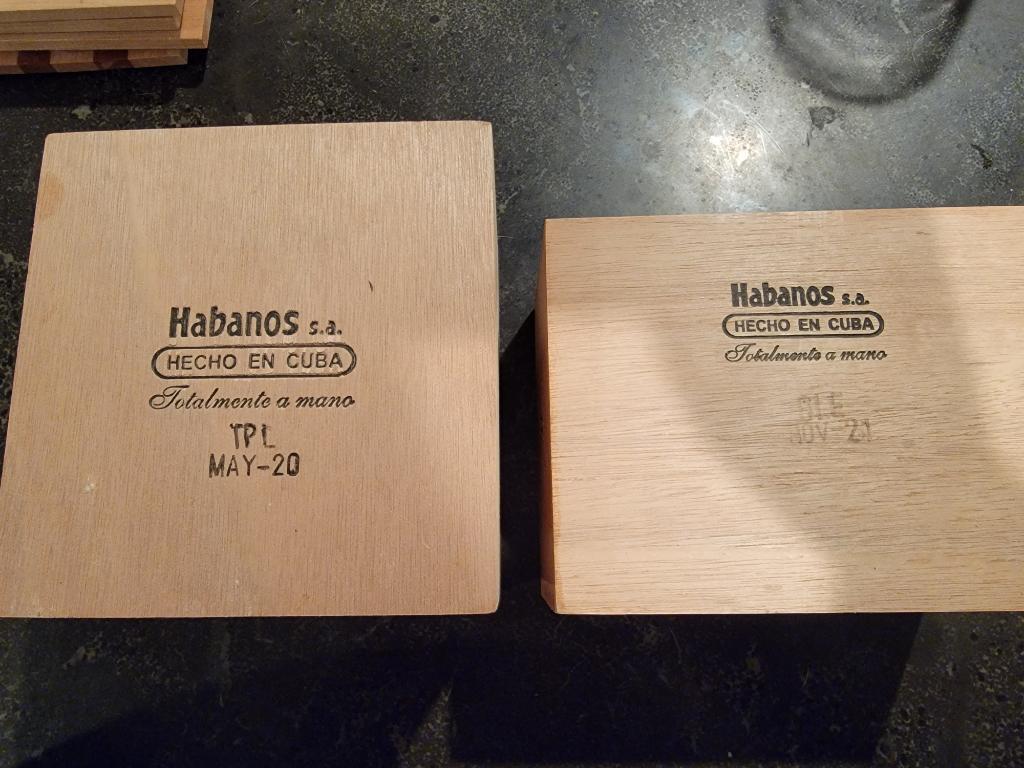 Habanos s.a.
HECHO EN CUBA
Totalmente a mano
TPL
MAY-20
Habanos s.a.
HECHO EN CUBA
Totalmente a mano